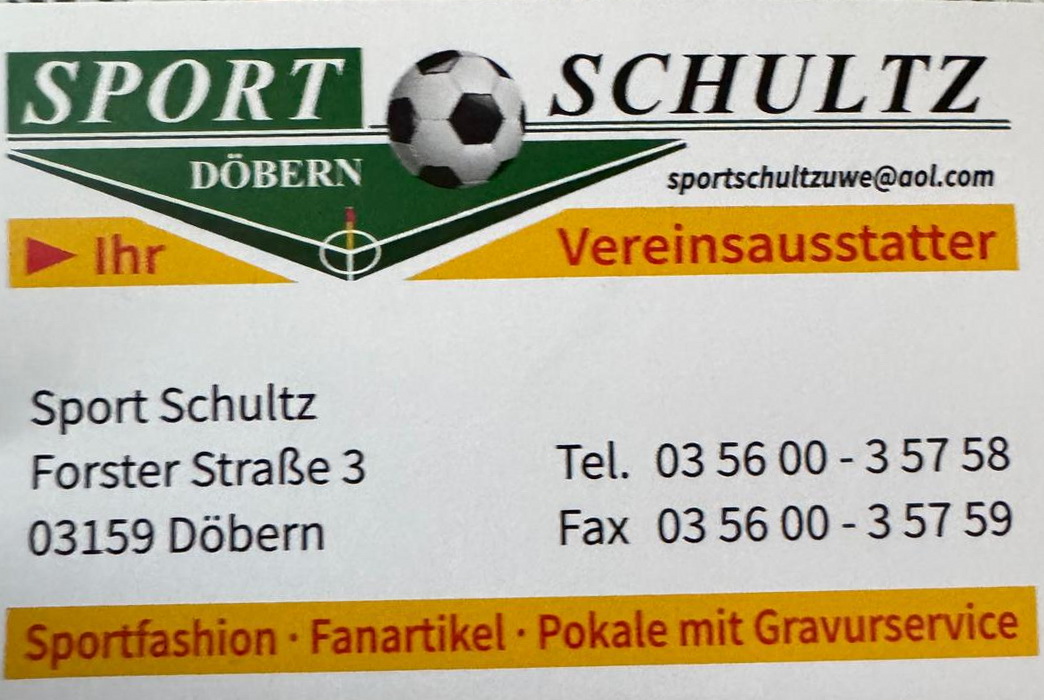 SPORT SCHULTZ
DÖBERN
sportschultzuwe@aol.com
Ihr Vereinsausstatter
Sport Schultz
Forster Straße 3
03159 Döbern
Tel. 03 56 00 - 3 57 58
Fax 03 56 00 - 3 57 59
Sportfashion · Fanartikel · Pokale mit Gravurservice